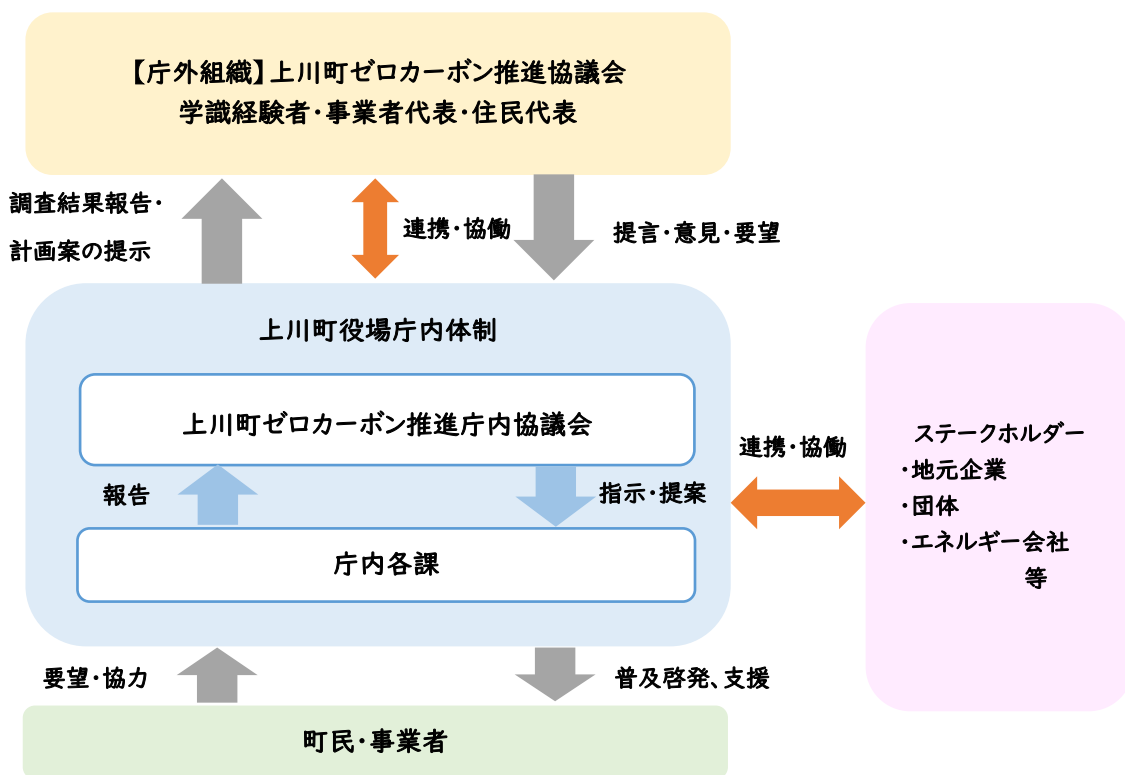 【庁外組織】上川町ゼロカーボン推進協議会
学識経験者・事業者代表・住民代表
調査結果報告・
計画案の提示
連携・協働
提言・意見・要望
上川町役場庁内体制
上川町ゼロカーボン推進庁内協議会
報告
指示・提案
庁内各課
連携・協働
ステークホルダー
・地元企業
・団体
・エネルギー会社
等
要望・協力
普及啓発、支援
町民・事業者